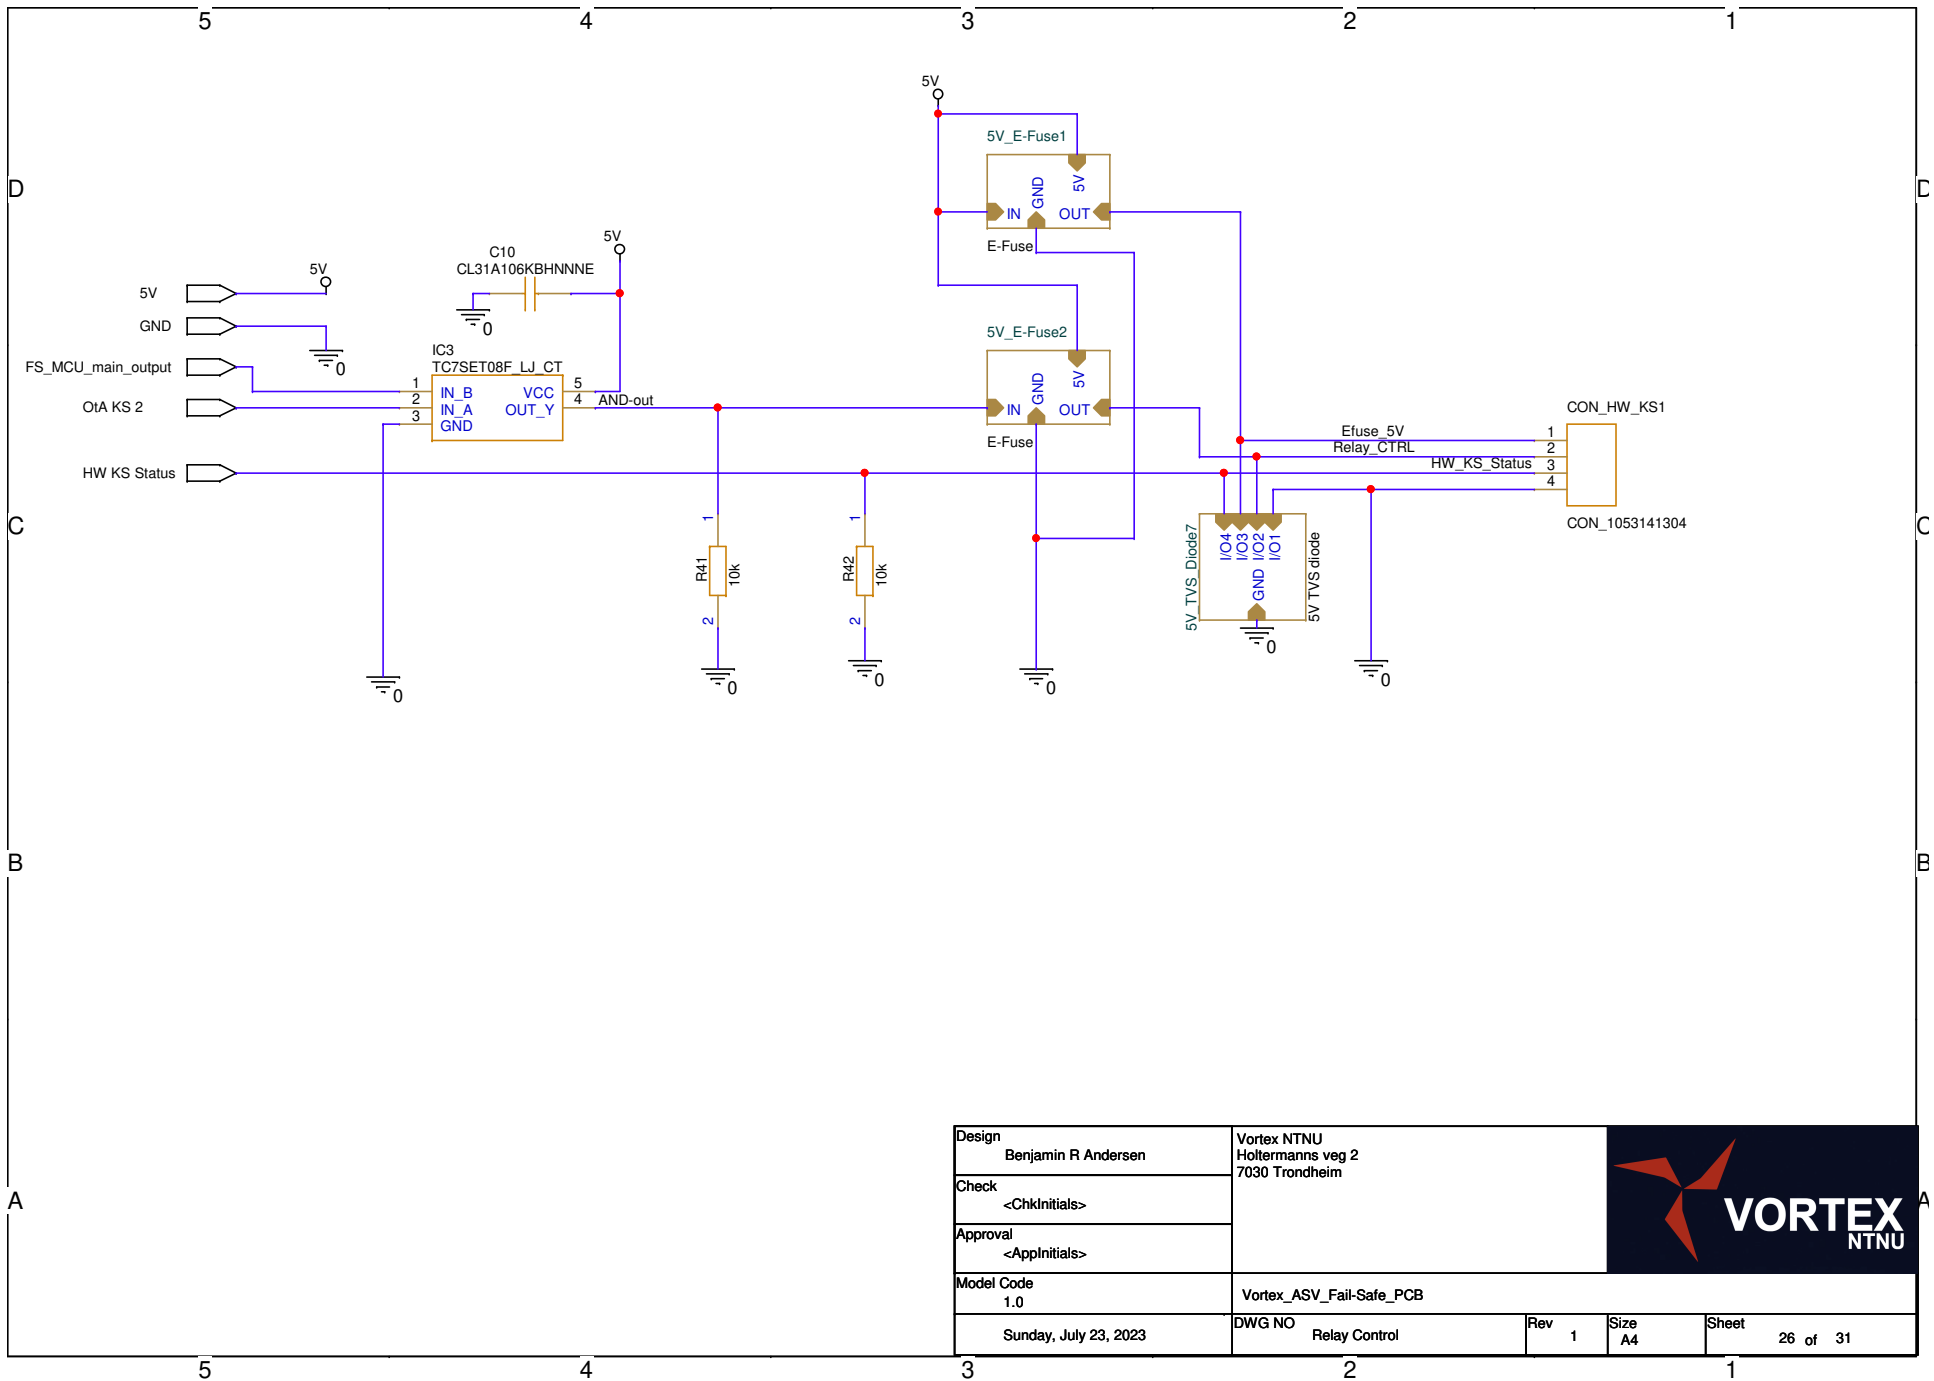 5 4 3 2 1
5V
5V_E-Fuse1
D
5V
GND
IN
OUT
D
E-Fuse
5V
C10
CL31A106KBHNNNE
5V
5V
0
GND
0
5V_E-Fuse2
IC3
TC7SET08F_LJ_CT
FS_MCU_main_output
1 IN_B VCC 5
OtA KS 2
2 IN_A OUT_Y 4 AND-out
3 GND
5V
GND
IN
OUT
E-Fuse
CON_HW_KS1
Efuse_5V 1
Relay_CTRL 2
HW_KS_Status 3
4
HW KS Status
CON_1053141304
C
C
1
R41
10k
2
0
1
R42
10k
2
0
0
0
5V_TVS_Diode7
I/O4
I/O3
I/O2
I/O1
GND
5V TVS diode
0
0
B
B
A
A
Design
Benjamin R Andersen
Check
<ChkInitials>
Approval
<AppInitials>
Model Code
1.0
Sunday, July 23, 2023
Vortex NTNU
Holtermanns veg 2
7030 Trondheim
VORTEX
NTNU
Vortex_ASV_Fail-Safe_PCB
DWG NO
Relay Control
Rev
1
Size
A4
Sheet
26 of 31
5 4 3 2 1